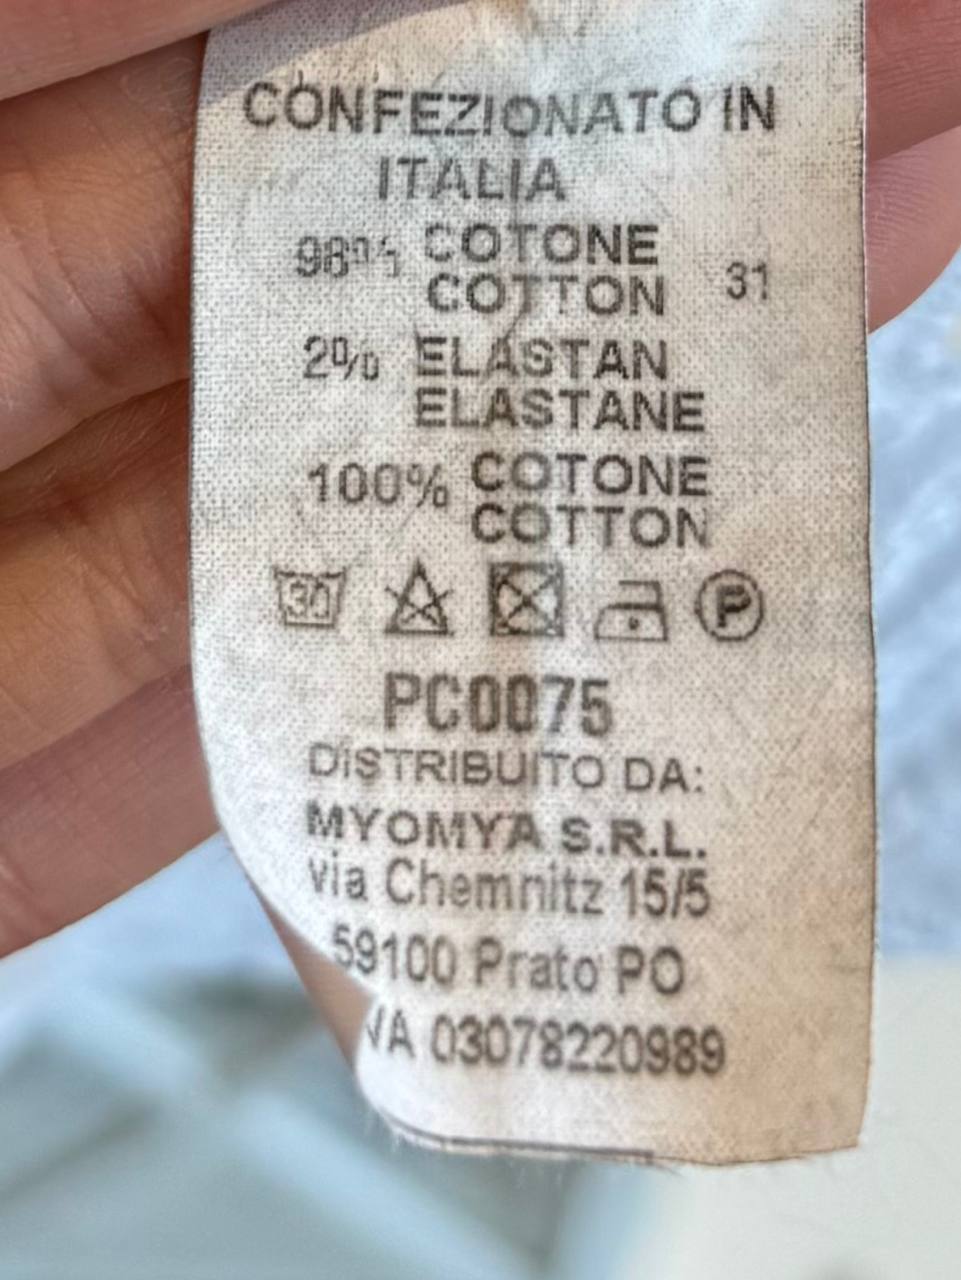 CONFEZIONATO IN
ITALIA
98% COTONE
COTTON 31
2% ELASTAN
ELASTANE
100% COTONE
COTTON
30 P
PC0075
DISTRIBUITO DA:
MYOMYA S.R.L.
via Chemnitz 15/5
59100 Prato PO
VA 03078220989